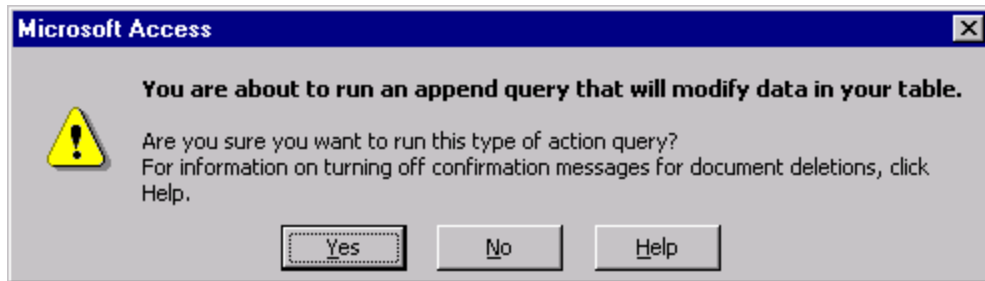 Microsoft Access
You are about to run an append query that will modify data in your table.
Are you sure you want to run this type of action query?
For information on turning off confirmation messages for document deletions, click
Help.
Yes No Help